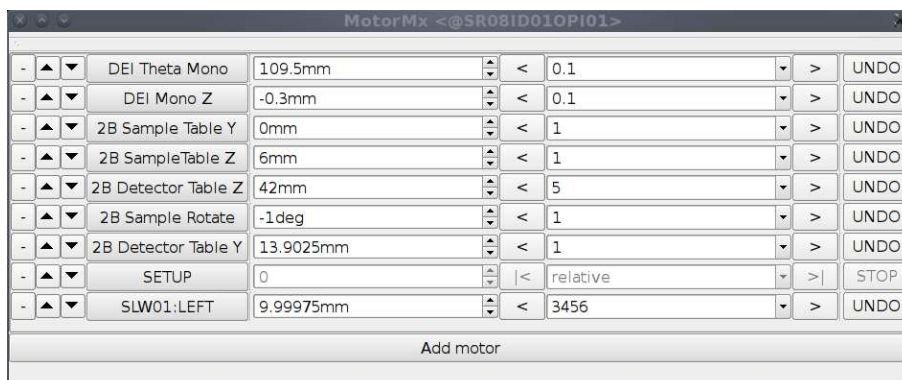 MotorMx <@SR08ID01OPI01>
- DEI Theta Mono 109.5mm < 0.1 > UNDO
- DEI Mono Z -0.3mm < 0.1 > UNDO
- 2B Sample Table Y 0mm < 1 > UNDO
- 2B SampleTable Z 6mm < 1 > UNDO
- 2B Detector Table Z 42mm < 5 > UNDO
- 2B Sample Rotate -1deg < 1 > UNDO
- 2B Detector Table Y 13.9025mm < 1 > UNDO
- SETUP 0 |< relative >| STOP
- SLW01:LEFT 9.99975mm < 3456 > UNDO
Add motor